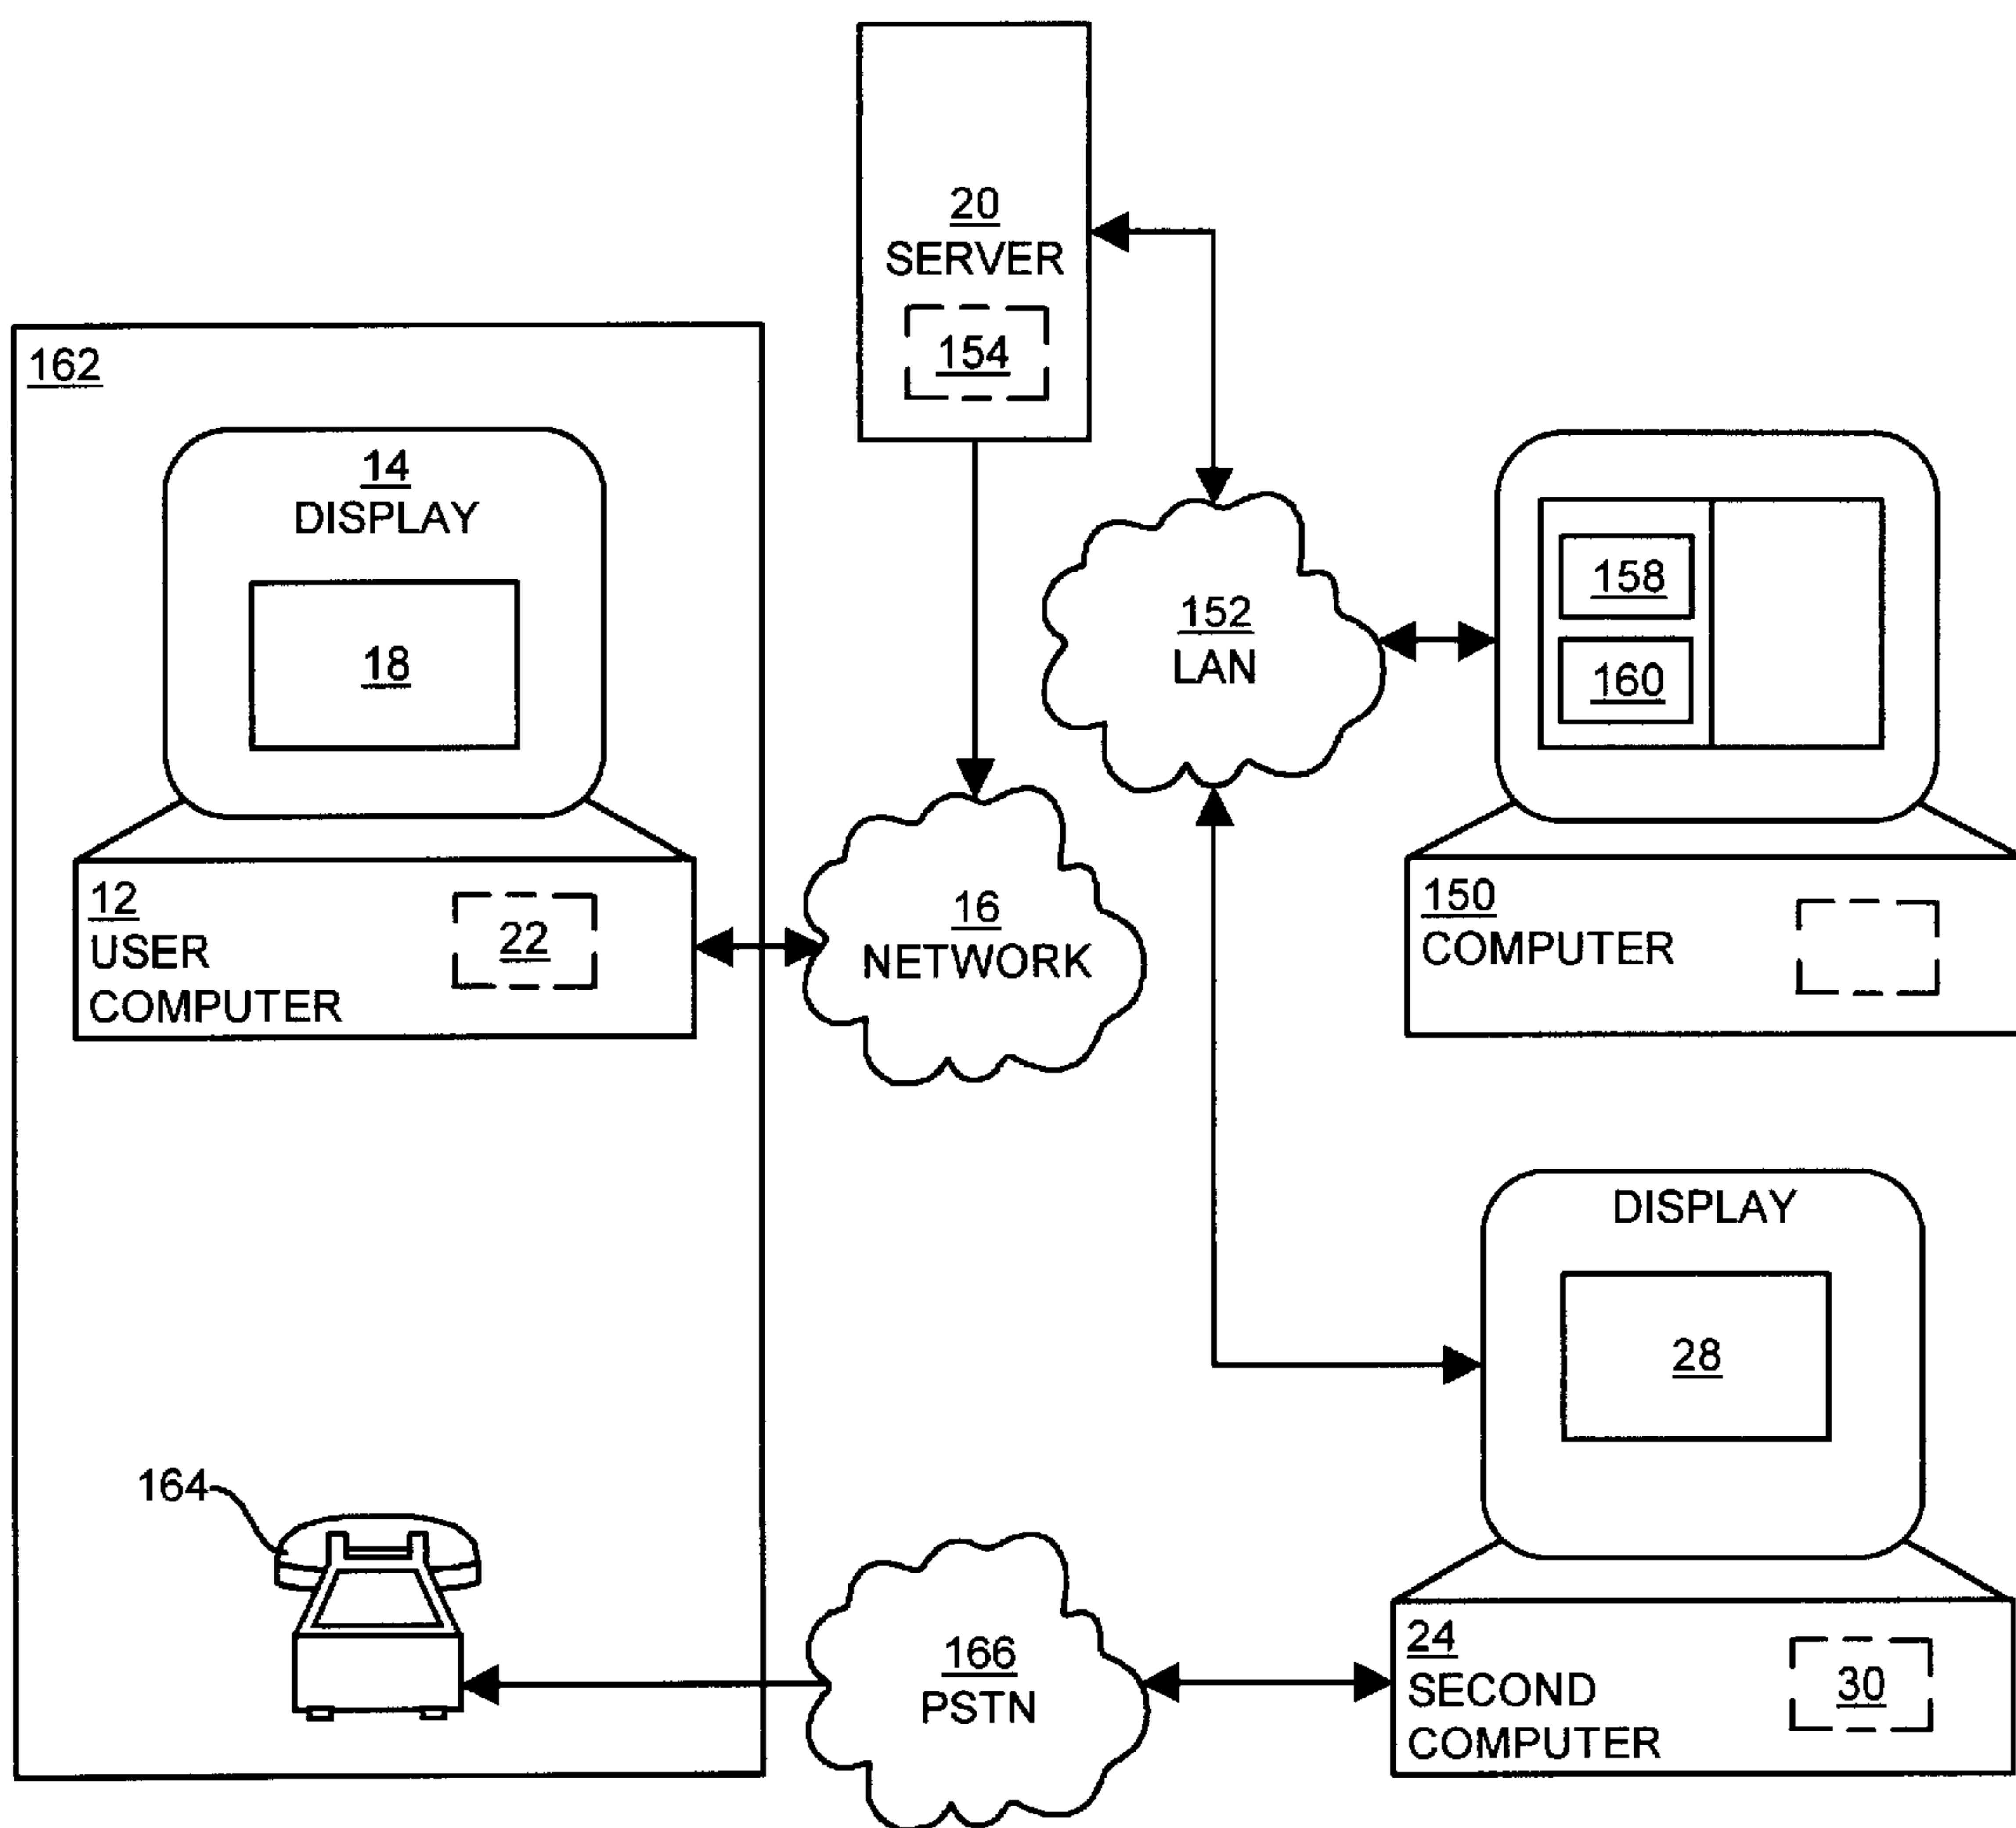 20
SERVER
154
162
14
DISPLAY
18
12
USER
COMPUTER
22
16
NETWORK
152
LAN
158
160
150
COMPUTER
DISPLAY
28
164
166
PSTN
24
SECOND
COMPUTER
30